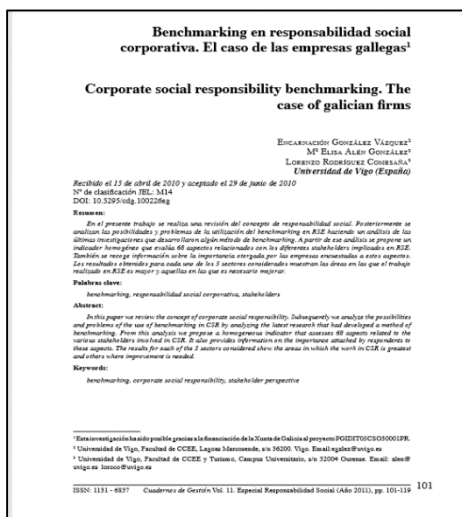 Benchmarking en responsabilidad social
corporativa. El caso de las empresas gallegas¹
Corporate social responsibility benchmarking. The
case of galician firms
ENCARNACIÓN GONZÁLEZ VÁZQUEZ²
Mª ELISA ALÉN GONZÁLEZ³
LORENZO RODRÍGUEZ COMESAÑA³
Universidad de Vigo (España)
Recibido el 15 de abril de 2010 y aceptado el 29 de junio de 2010
Nº de clasificación JEL: M14
DOI: 10.5295/cdg.100226eg
Resumen:
En el presente trabajo se realiza una revisión del concepto de responsabilidad social. Posteriormente se
analizan las posibilidades y problemas de la utilización del benchmarking en RSE haciendo un análisis de las
últimas investigaciones que desarrollaron algún método de benchmarking. A partir de ese análisis se propone un
indicador homogéneo que evalúa 68 aspectos relacionados con los diferentes stakeholders implicados en RSE.
También se recoge información sobre la importancia otorgada por las empresas encuestadas a estos aspectos.
Los resultados obtenidos para cada uno de los 5 sectores considerados muestran las áreas en las que el trabajo
realizado en RSE es mayor y aquellas en las que es necesario mejorar.
Palabras clave:
benchmarking, responsabilidad social corporativa, stakeholders
Abstract:
In this paper we review the concept of corporate social responsibility. Subsequently we analyze the possibilities
and problems of the use of benchmarking in CSR by analyzing the latest research that had developed a method of
benchmarking. From this analysis we propose a homogeneous indicator that assesses 68 aspects related to the
various stakeholders involved in CSR. It also provides information on the importance attached by respondents to
these aspects. The results for each of the 5 sectors considered show the areas in which the work in CSR is greatest
and others where improvement is needed.
Keywords:
benchmarking, corporate social responsibility, stakeholder perspective
¹ Esta investigación ha sido posible gracias a la financiación de la Xunta de Galicia al proyecto PGIDIT05CSO30001PR.
² Universidad de Vigo, Facultad de CCEE, Lagoas Marcosende, s/n 36200. Vigo. Email: egalez@uvigo.es
³ Universidad de Vigo, Facultad de CCEE y Turismo, Campus Universitario, s/n 32004 Ourense. Email: alen@
uvigo.es lorroco@uvigo.es
ISSN: 1131 - 6837 Cuadernos de Gestión Vol. 11. Especial Responsabilidad Social (Año 2011), pp. 101-119 101